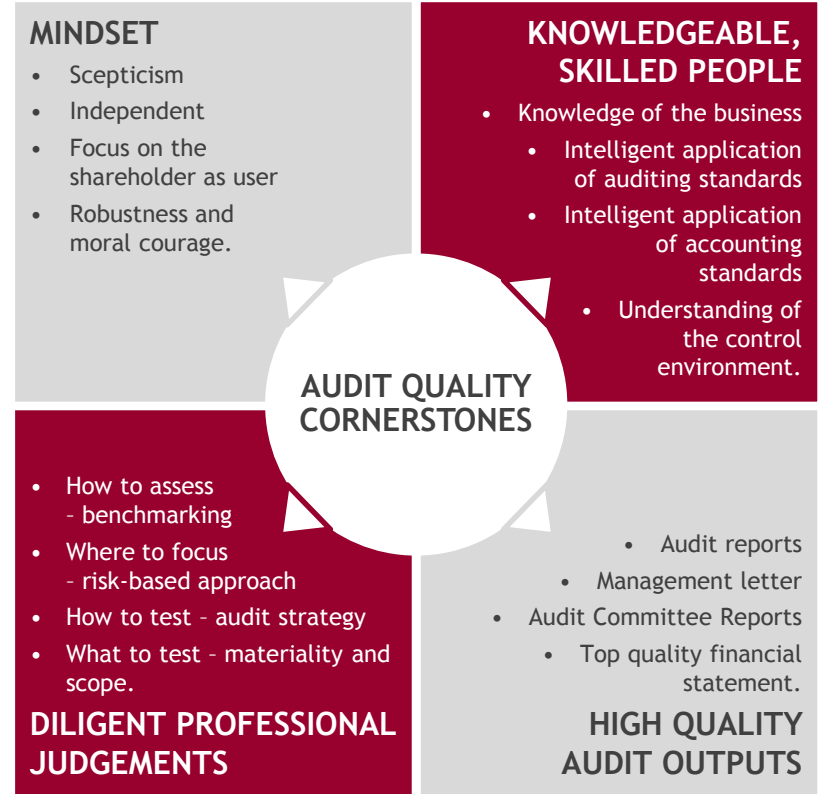 MINDSET
• Scepticism
• Independent
• Focus on the
shareholder as user
• Robustness and
moral courage.
KNOWLEDGEABLE,
SKILLED PEOPLE
• Knowledge of the business
• Intelligent application
of auditing standards
• Intelligent application
of accounting
standards
• Understanding of
the control
environment.
AUDIT QUALITY
CORNERSTONES
• How to assess
– benchmarking
• Where to focus
– risk-based approach
• How to test – audit strategy
• What to test – materiality and
scope.
DILIGENT PROFESSIONAL
JUDGEMENTS
• Audit reports
• Management letter
• Audit Committee Reports
• Top quality financial
statement.
HIGH QUALITY
AUDIT OUTPUTS